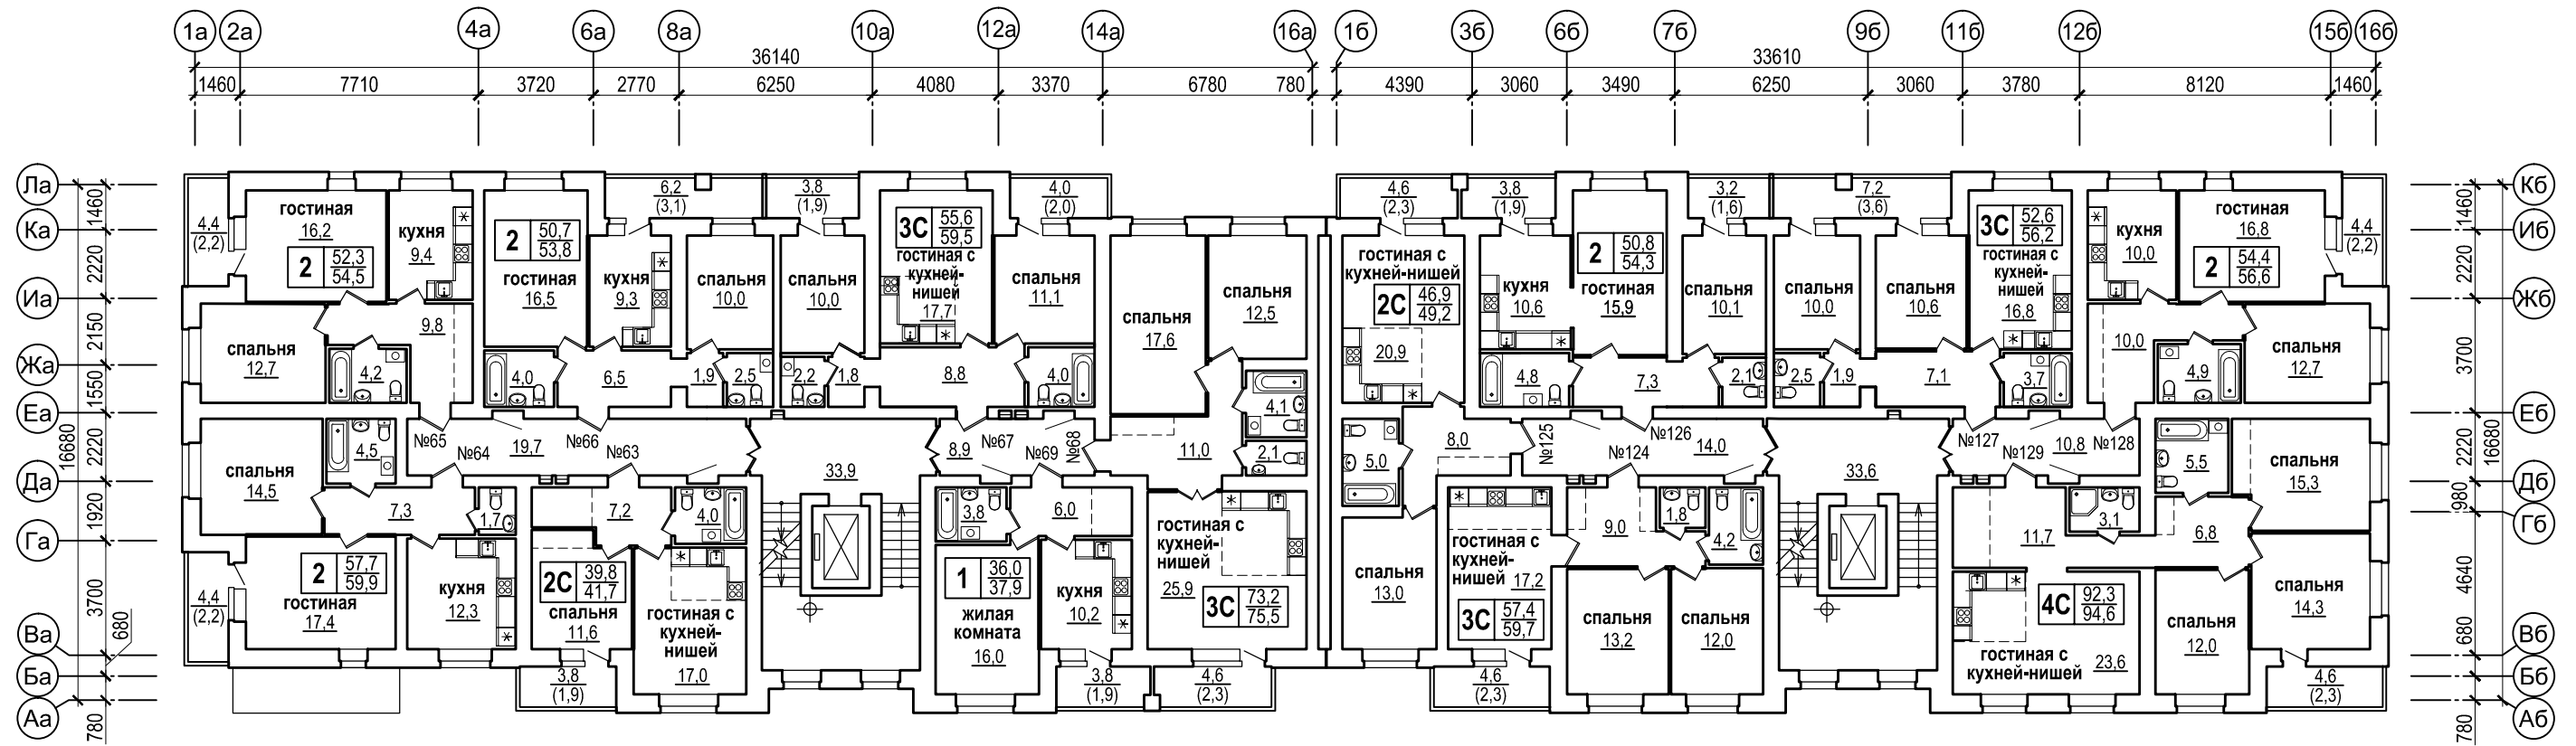 1а 2а 4а 6а 8а 10а 12а 14а 16а 1б 3б 6б 7б 9б 11б 12б 15б 16б
36140 33610
1460 7710 3720 2770 6250 4080 3370 6780 780 4390 3060 3490 6250 3060 3780 8120 1460
Ла
Ка
Иа
Жа
Еа
Да
Га
Ва
Ба
Аа
1460
2220
2150
1550
2220
1920
3700
680
780
16680
4,4
(2,2)
гостиная
16,2
2 52,3
54,5
кухня
9,4
9,8
спальня
12,7
4,2
2 50,7
53,8
гостиная
16,5
6,2
(3,1)
кухня
9,3
спальня
10,0
4,0
6,5
1,9
2,5
3,8
(1,9)
спальня
10,0
2,2
1,8
3С 55,6
59,5
гостиная с
кухней-
нишей
17,7
8,8
4,0
(2,0)
спальня
11,1
4,0
спальня
17,6
спальня
12,5
4,1
2,1
11,0
№65
№64
19,7
№66
№63
33,9
8,9
№67
№69
№68
4,5
спальня
14,5
7,3
1,7
2 57,7
59,9
гостиная
17,4
4,4
(2,2)
кухня
12,3
7,2
4,0
2С 39,8
41,7
спальня
11,6
гостиная с
кухней-
нишей
17,0
3,8
(1,9)
3,8
6,0
1 36,0
37,9
жилая
комната
16,0
кухня
10,2
3,8
(1,9)
гостиная с
кухней-
нишей
25,9
3С 73,2
75,5
4,6
(2,3)
4,6
(2,3)
гостиная с
кухней-нишей
2С 46,9
49,2
20,9
3,8
(1,9)
кухня
10,6
4,8
2 50,8
54,3
гостиная
15,9
7,3
3,2
(1,6)
спальня
10,1
2,1
7,2
(3,6)
спальня
10,0
2,5
1,9
спальня
10,6
7,1
3С 52,6
56,2
гостиная с
кухней-
нишей
16,8
3,7
кухня
10,0
10,0
гостиная
16,8
2 54,4
56,6
4,4
(2,2)
спальня
12,7
4,9
5,0
8,0
№125
№124
№126
14,0
33,6
№127
№129
10,8
№128
5,5
спальня
15,3
спальня
13,0
гостиная с
кухней-
нишей
17,2
3С 57,4
59,7
4,6
(2,3)
9,0
1,8
4,2
спальня
13,2
спальня
12,0
11,7
3,1
6,8
4С 92,3
94,6
гостиная с
кухней-нишей
23,6
спальня
12,0
спальня
14,3
4,6
(2,3)
1460
2220
3700
2220
980
4640
680
780
16680
Кб
Иб
Жб
Еб
Дб
Гб
Вб
Бб
Аб